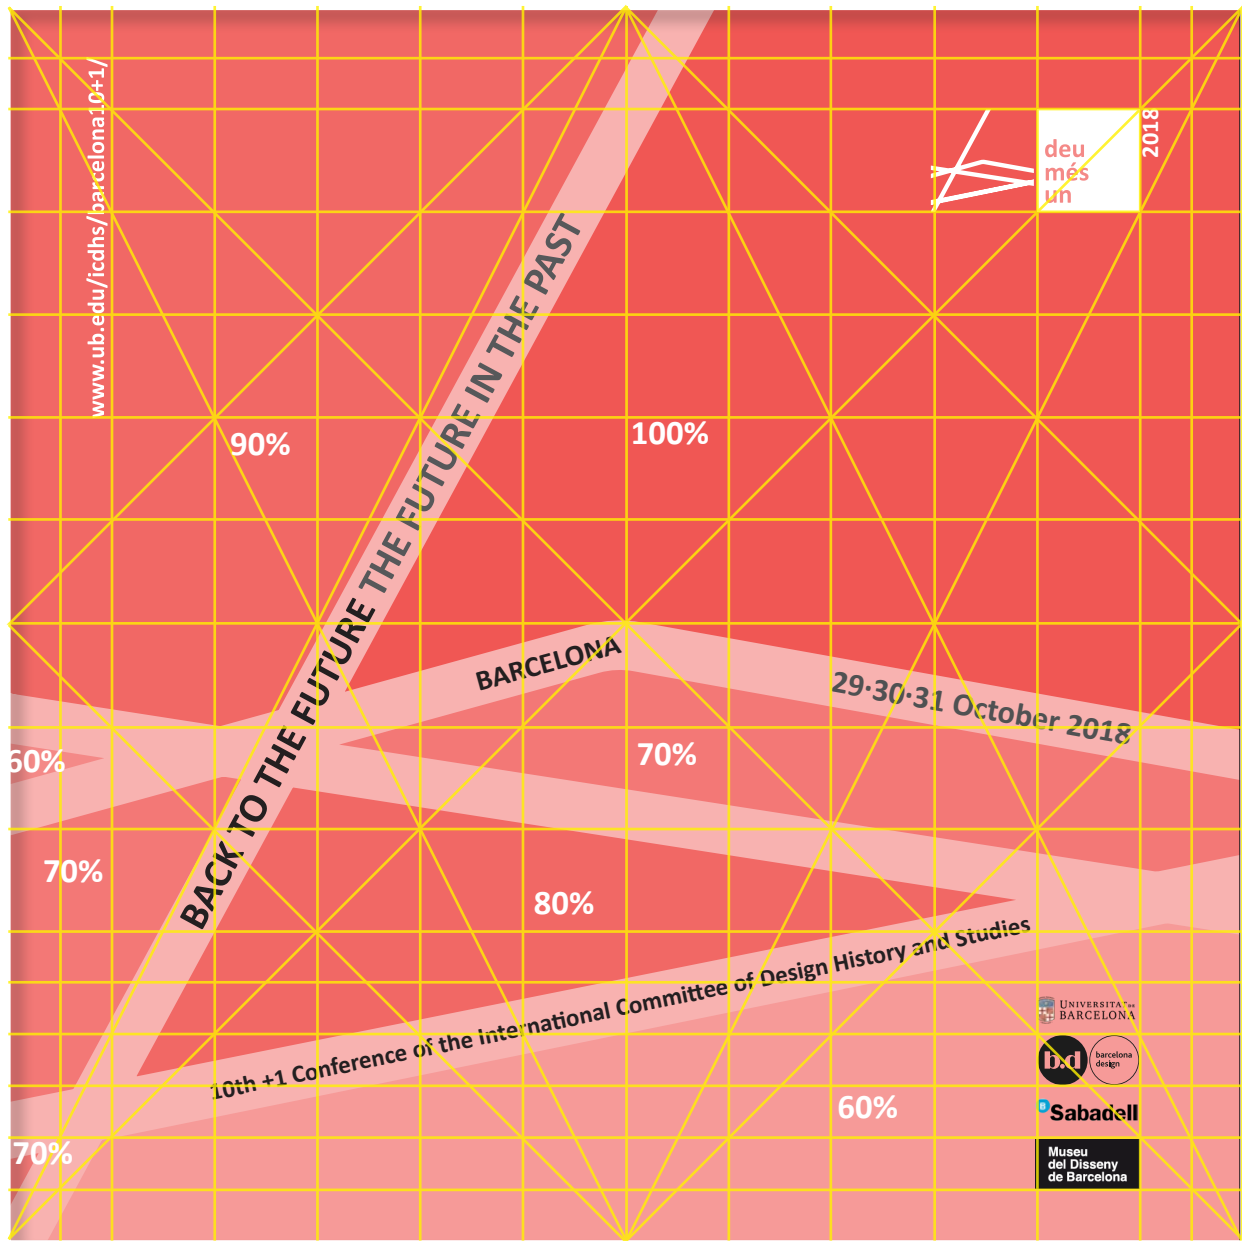 www.ub.edu/icdhs/barcelona10+1/
2018
deu
més
un
BACK TO THE FUTURE THE FUTURE IN THE PAST
90%
100%
BARCELONA
29·30·31 October 2018
60%
70%
70%
80%
10th +1 Conference of the International Committee of Design History and Studies
UNIVERSITAT DE
BARCELONA
b.d
barcelona
design
60%
B Sabadell
70%
Museu
del Disseny
de Barcelona